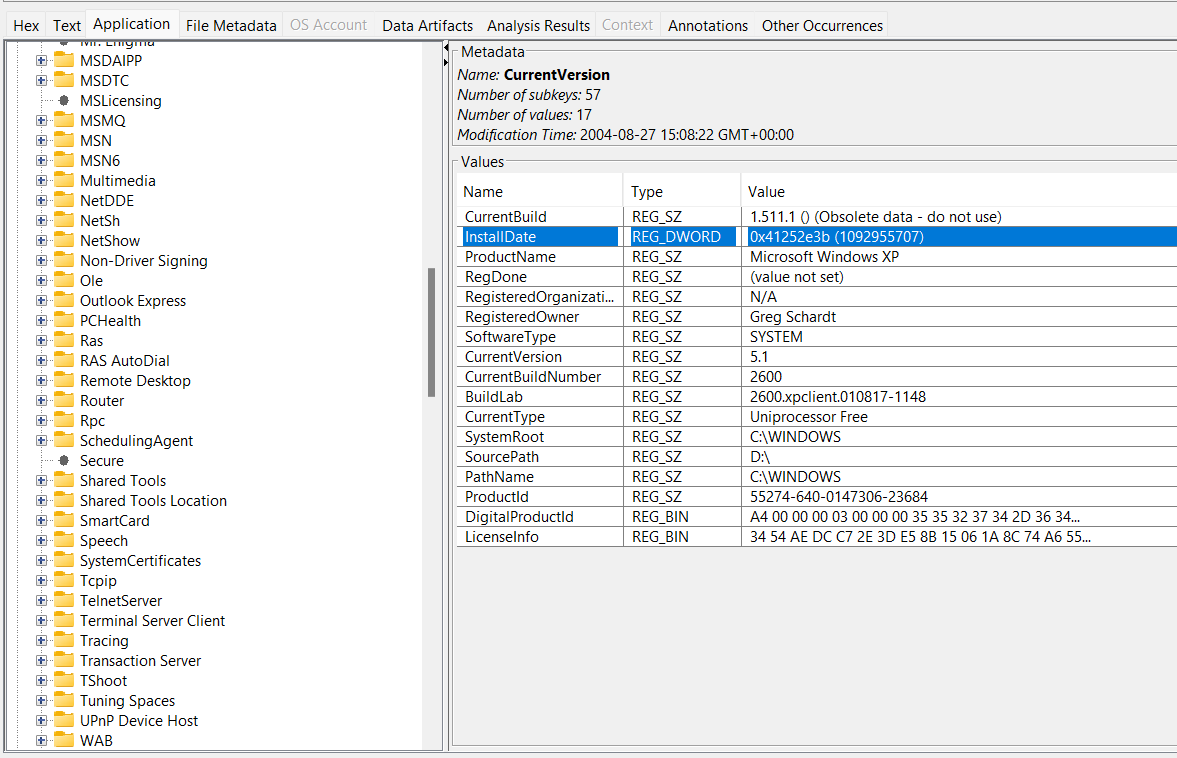 Hex Text Application File Metadata OS Account Data Artifacts Analysis Results Context Annotations Other Occurrences
Mr. Enigma
MSDAIPP
MSDTC
MSLicensing
MSMQ
MSN
MSN6
Multimedia
NetDDE
NetSh
NetShow
Non-Driver Signing
Ole
Outlook Express
PCHealth
Ras
RAS AutoDial
Remote Desktop
Router
Rpc
SchedulingAgent
Secure
Shared Tools
Shared Tools Location
SmartCard
Speech
SystemCertificates
Tcpip
TelnetServer
Terminal Server Client
Tracing
Transaction Server
TShoot
Tuning Spaces
UPnP Device Host
WAB
Metadata
Name: CurrentVersion
Number of subkeys: 57
Number of values: 17
Modification Time: 2004-08-27 15:08:22 GMT+00:00
Values
Name Type Value
CurrentBuild REG_SZ 1.511.1 () (Obsolete data - do not use)
InstallDate REG_DWORD 0x41252e3b (1092955707)
ProductName REG_SZ Microsoft Windows XP
RegDone REG_SZ (value not set)
RegisteredOrganizati... REG_SZ N/A
RegisteredOwner REG_SZ Greg Schardt
SoftwareType REG_SZ SYSTEM
CurrentVersion REG_SZ 5.1
CurrentBuildNumber REG_SZ 2600
BuildLab REG_SZ 2600.xpclient.010817-1148
CurrentType REG_SZ Uniprocessor Free
SystemRoot REG_SZ C:\WINDOWS
SourcePath REG_SZ D:\
PathName REG_SZ C:\WINDOWS
ProductId REG_SZ 55274-640-0147306-23684
DigitalProductId REG_BIN A4 00 00 00 03 00 00 00 35 35 32 37 34 2D 36 34...
LicenseInfo REG_BIN 34 54 AE DC C7 2E 3D E5 8B 15 06 1A 8C 74 A6 55...